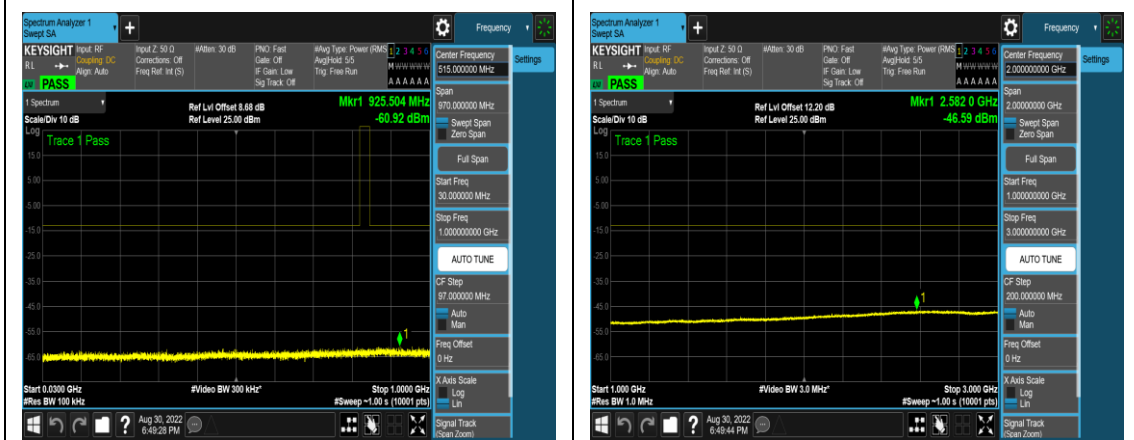 Spectrum Analyzer 1
Swept SA
Frequency
KEYSIGHT
RL
Input: RF
Coupling: DC
Align: Auto
Input Z: 50 Ω
Corrections: Off
Freq Ref: Int (S)
#Atten: 30 dB
PNO: Fast
Gate: Off
IF Gain: Low
Sig Track: Off
#Avg Type: Power (RMS
Avg|Hold: 5/5
Trig: Free Run
1 2 3 4 5 6
M W W W W W
A A A A A A
PASS
Center Frequency
515.000000 MHz
Settings
1 Spectrum
Scale/Div 10 dB
Ref Lvl Offset 8.68 dB
Ref Level 25.00 dBm
Mkr1 925.504 MHz
-60.92 dBm
Log
Trace 1 Pass
15.0
5.00
-5.00
-15.0
-25.0
-35.0
-45.0
-55.0
-65.0
1
Start 0.0300 GHz
#Res BW 100 kHz
#Video BW 300 kHz*
Stop 1.0000 GHz
#Sweep ~1.00 s (10001 pts)
Span
970.000000 MHz
Swept Span
Zero Span
Full Span
Start Freq
30.000000 MHz
Stop Freq
1.000000000 GHz
AUTO TUNE
CF Step
97.000000 MHz
Auto
Man
Freq Offset
0 Hz
X Axis Scale
Log
Lin
Signal Track
(Span Zoom)
?
Aug 30, 2022
6:49:28 PM
Spectrum Analyzer 1
Swept SA
Frequency
KEYSIGHT
RL
Input: RF
Coupling: DC
Align: Auto
Input Z: 50 Ω
Corrections: Off
Freq Ref: Int (S)
#Atten: 30 dB
PNO: Fast
Gate: Off
IF Gain: Low
Sig Track: Off
#Avg Type: Power (RMS
Avg|Hold: 5/5
Trig: Free Run
1 2 3 4 5 6
M W W W W W
A A A A A A
PASS
Center Frequency
2.000000000 GHz
Settings
1 Spectrum
Scale/Div 10 dB
Ref Lvl Offset 12.20 dB
Ref Level 25.00 dBm
Mkr1 2.582 0 GHz
-46.59 dBm
Log
Trace 1 Pass
15.0
5.00
-5.00
-15.0
-25.0
-35.0
-45.0
-55.0
-65.0
1
Start 1.000 GHz
#Res BW 1.0 MHz
#Video BW 3.0 MHz*
Stop 3.000 GHz
#Sweep ~1.00 s (10001 pts)
Span
2.00000000 GHz
Swept Span
Zero Span
Full Span
Start Freq
1.000000000 GHz
Stop Freq
3.000000000 GHz
AUTO TUNE
CF Step
200.000000 MHz
Auto
Man
Freq Offset
0 Hz
X Axis Scale
Log
Lin
Signal Track
(Span Zoom)
?
Aug 30, 2022
6:49:44 PM